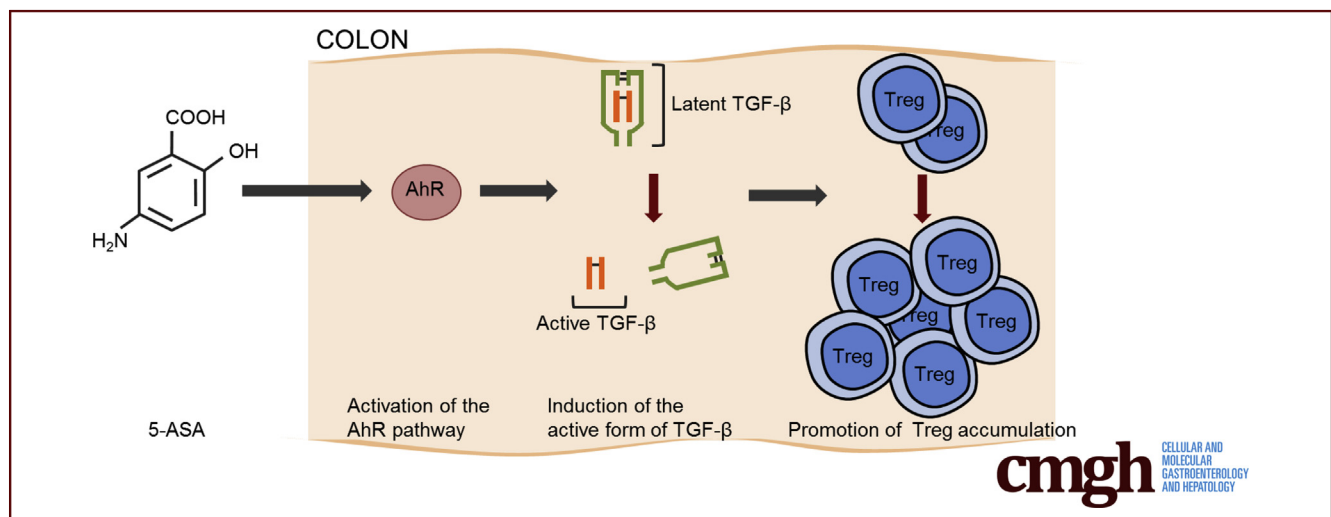 COLON
COOH
OH
H₂N
AhR
Latent TGF-β
Active TGF-β
Treg
Treg
Treg
Treg
Treg
Treg
Treg
Treg
5-ASA
Activation of the
AhR pathway
Induction of the
active form of TGF-β
Promotion of Treg accumulation
cmgh
CELLULAR AND
MOLECULAR
GASTROENTEROLOGY
AND HEPATOLOGY